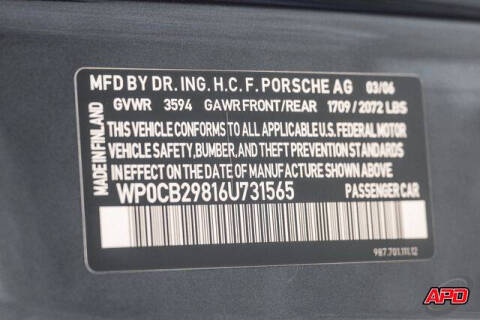 MFD BY DR. ING. H.C. F. PORSCHE AG 03/06
GVWR 3594 GAWR FRONT/REAR 1709 / 2072 LBS
THIS VEHICLE CONFORMS TO ALL APPLICABLE U.S. FEDERAL MOTOR
VEHICLE SAFETY, BUMPER, AND THEFT PREVENTION STANDARDS
IN EFFECT ON THE DATE OF MANUFACTURE SHOWN ABOVE.
WP0CB29816U731565 PASSENGER CAR
MADE IN FINLAND
987.701.111.12
APD